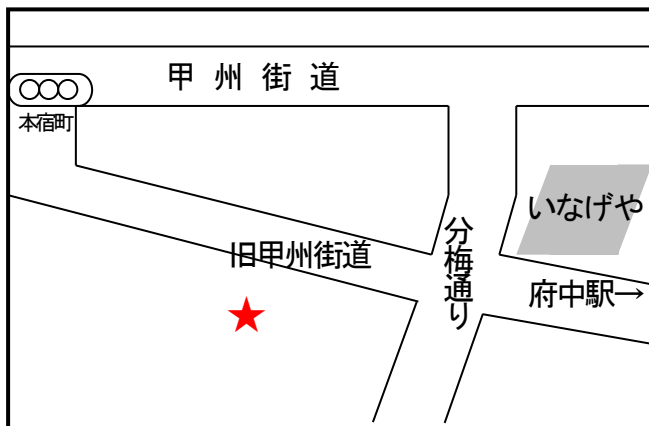 甲州街道
本宿町
いなげや
分梅通り
旧甲州街道
府中駅→